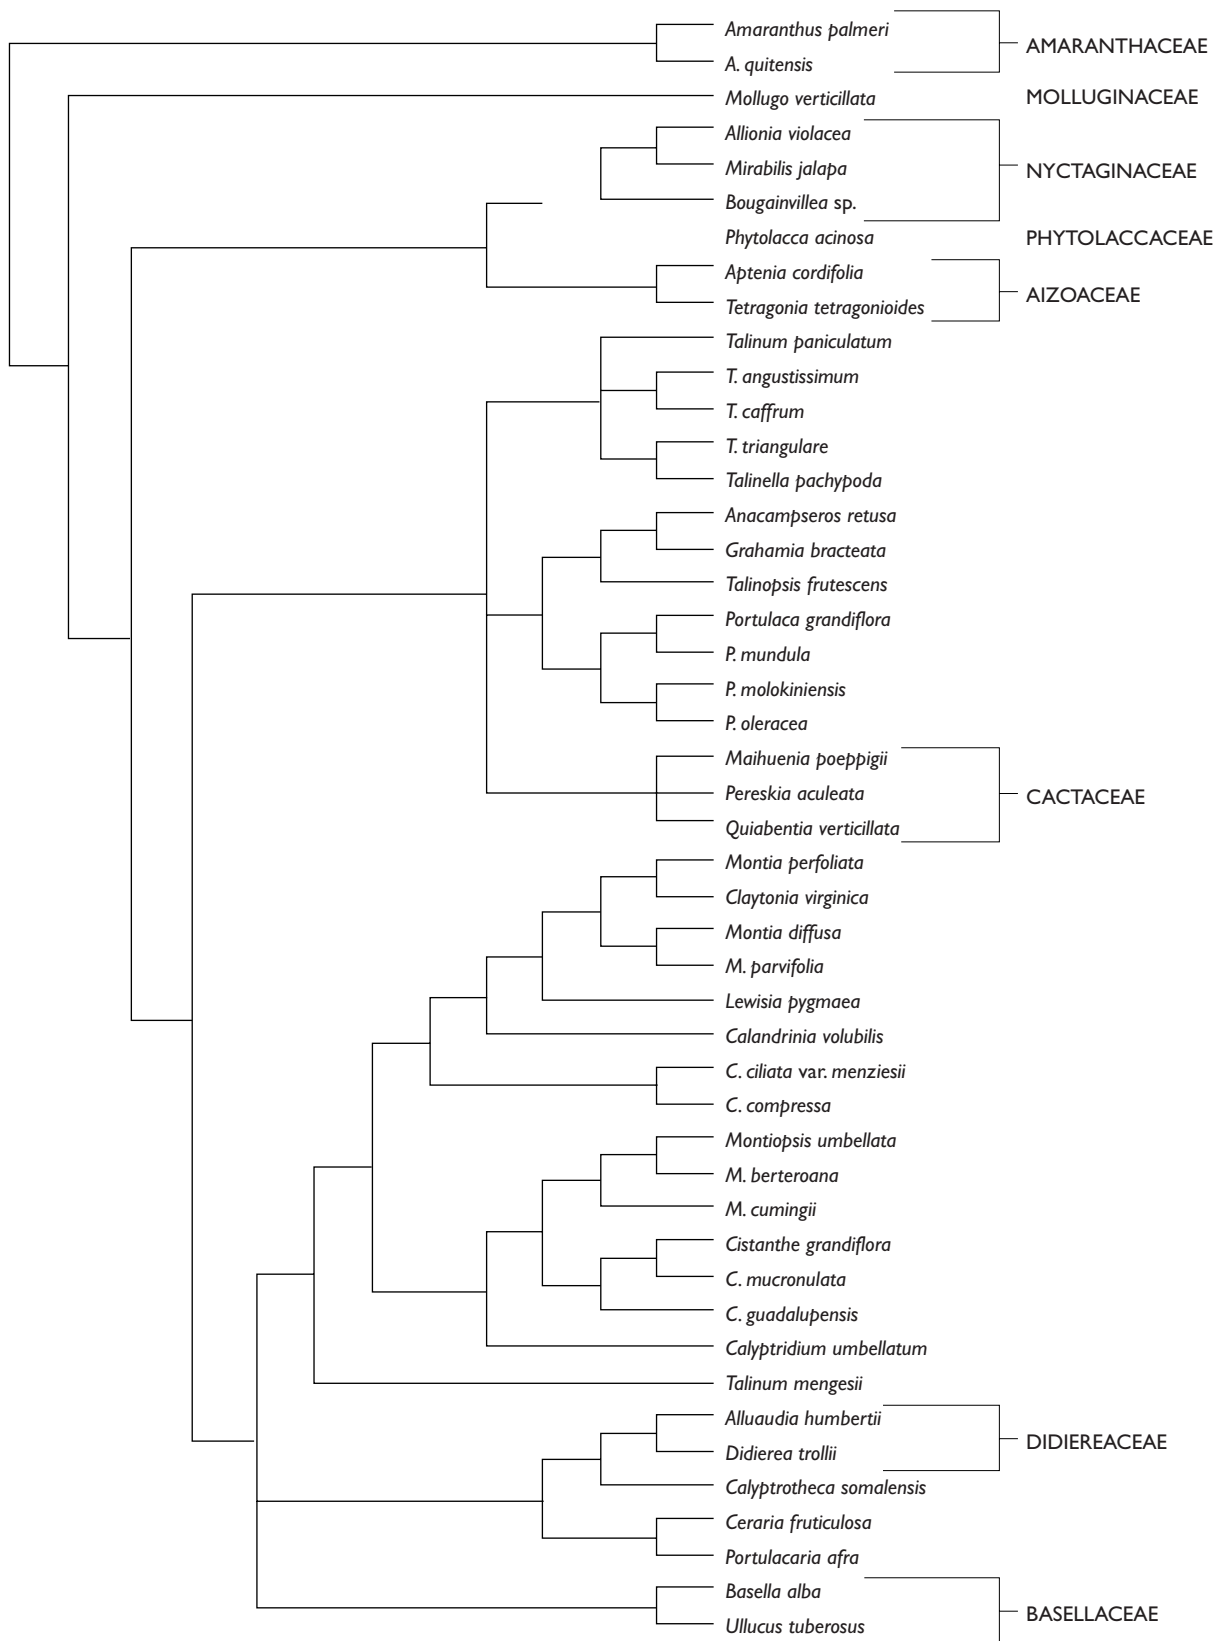 Amaranthus palmeri
AMARANTHACEAE
A. quitensis
Mollugo verticillata
MOLLUGINACEAE
Allionia violacea
Mirabilis jalapa
NYCTAGINACEAE
Bougainvillea sp.
Phytolacca acinosa
PHYTOLACCACEAE
Aptenia cordifolia
AIZOACEAE
Tetragonia tetragonioides
Talinum paniculatum
T. angustissimum
T. caffrum
T. triangulare
Talinella pachypoda
Anacampseros retusa
Grahamia bracteata
Talinopsis frutescens
Portulaca grandiflora
P. mundula
P. molokiniensis
P. oleracea
Maihuenia poeppigii
Pereskia aculeata
CACTACEAE
Quiabentia verticillata
Montia perfoliata
Claytonia virginica
Montia diffusa
M. parvifolia
Lewisia pygmaea
Calandrinia volubilis
C. ciliata var. menziesii
C. compressa
Montiopsis umbellata
M. berteroana
M. cumingii
Cistanthe grandiflora
C. mucronulata
C. guadalupensis
Calyptridium umbellatum
Talinum mengesii
Alluaudia humbertii
DIDIEREACEAE
Didierea trollii
Calyptrotheca somalensis
Ceraria fruticulosa
Portulacaria afra
Basella alba
BASELLACEAE
Ullucus tuberosus